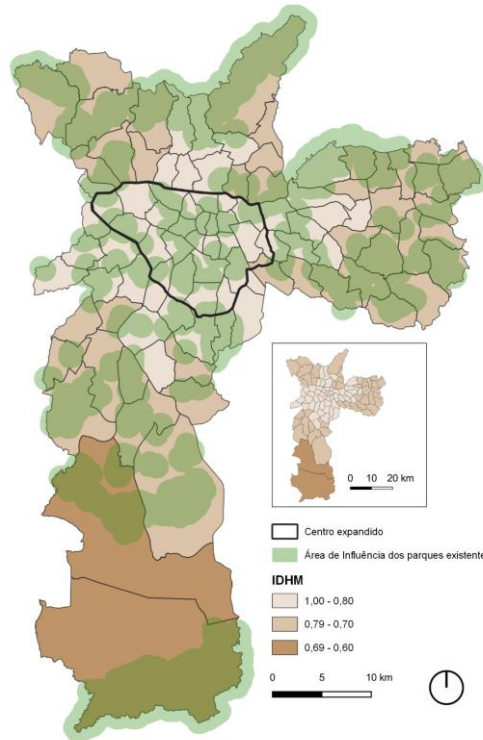 0 10 20 km
Centro expandido
Área de Influência dos parques existente
IDHM
1,00 - 0,80
0,79 - 0,70
0,69 - 0,60
0 5 10 km